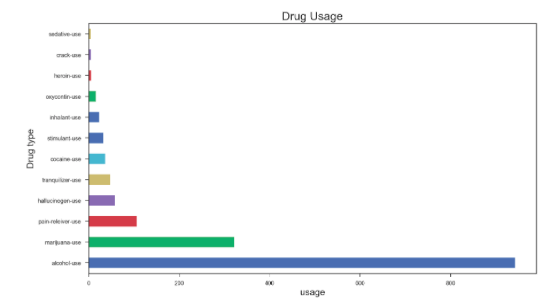 Drug Usage
sedative-use
crack-use
heroin-use
oxycontin-use
inhalant-use
stimulant-use
cocaine-use
tranquilizer-use
hallucinogen-use
pain-releiver-use
marijuana-use
alcohol-use
Drug type
0 200 400 600 800
usage